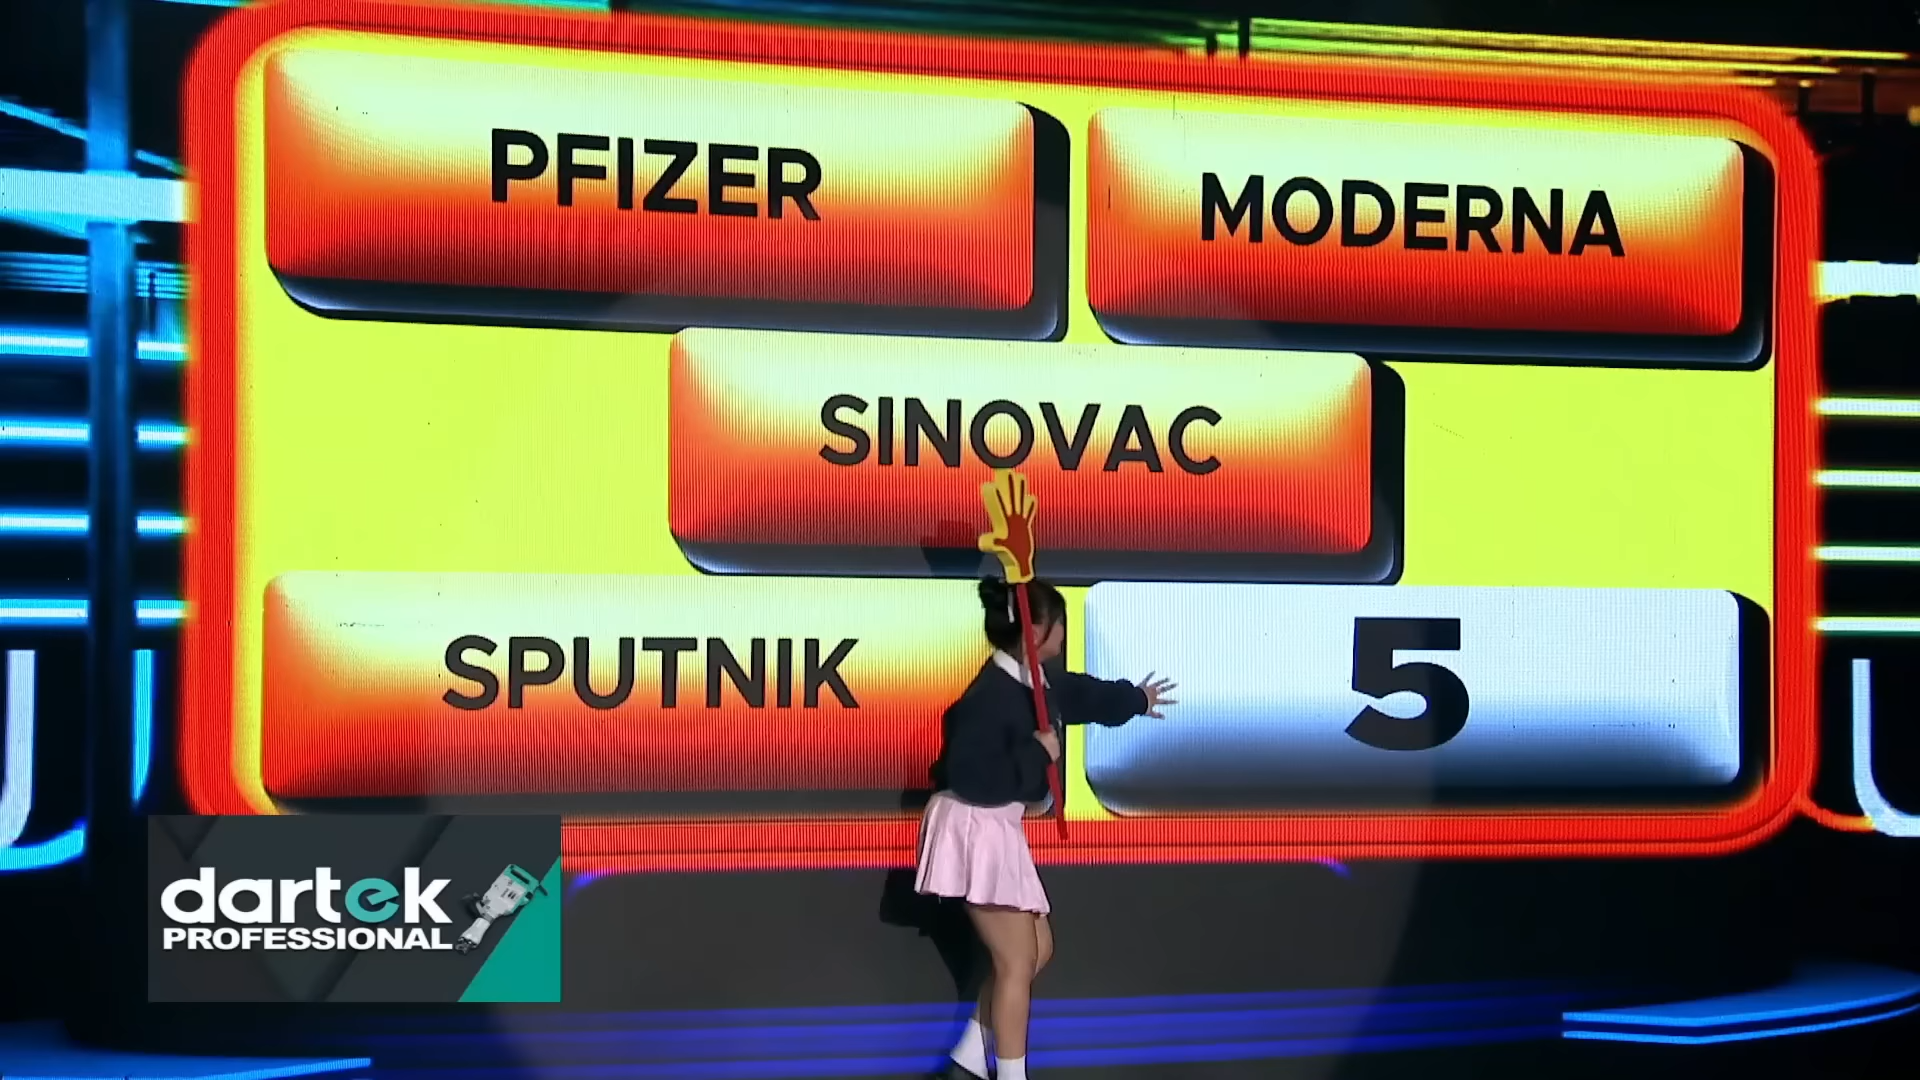 PFIZER
MODERNA
SINOVAC
SPUTNIK
5
dartek
PROFESSIONAL